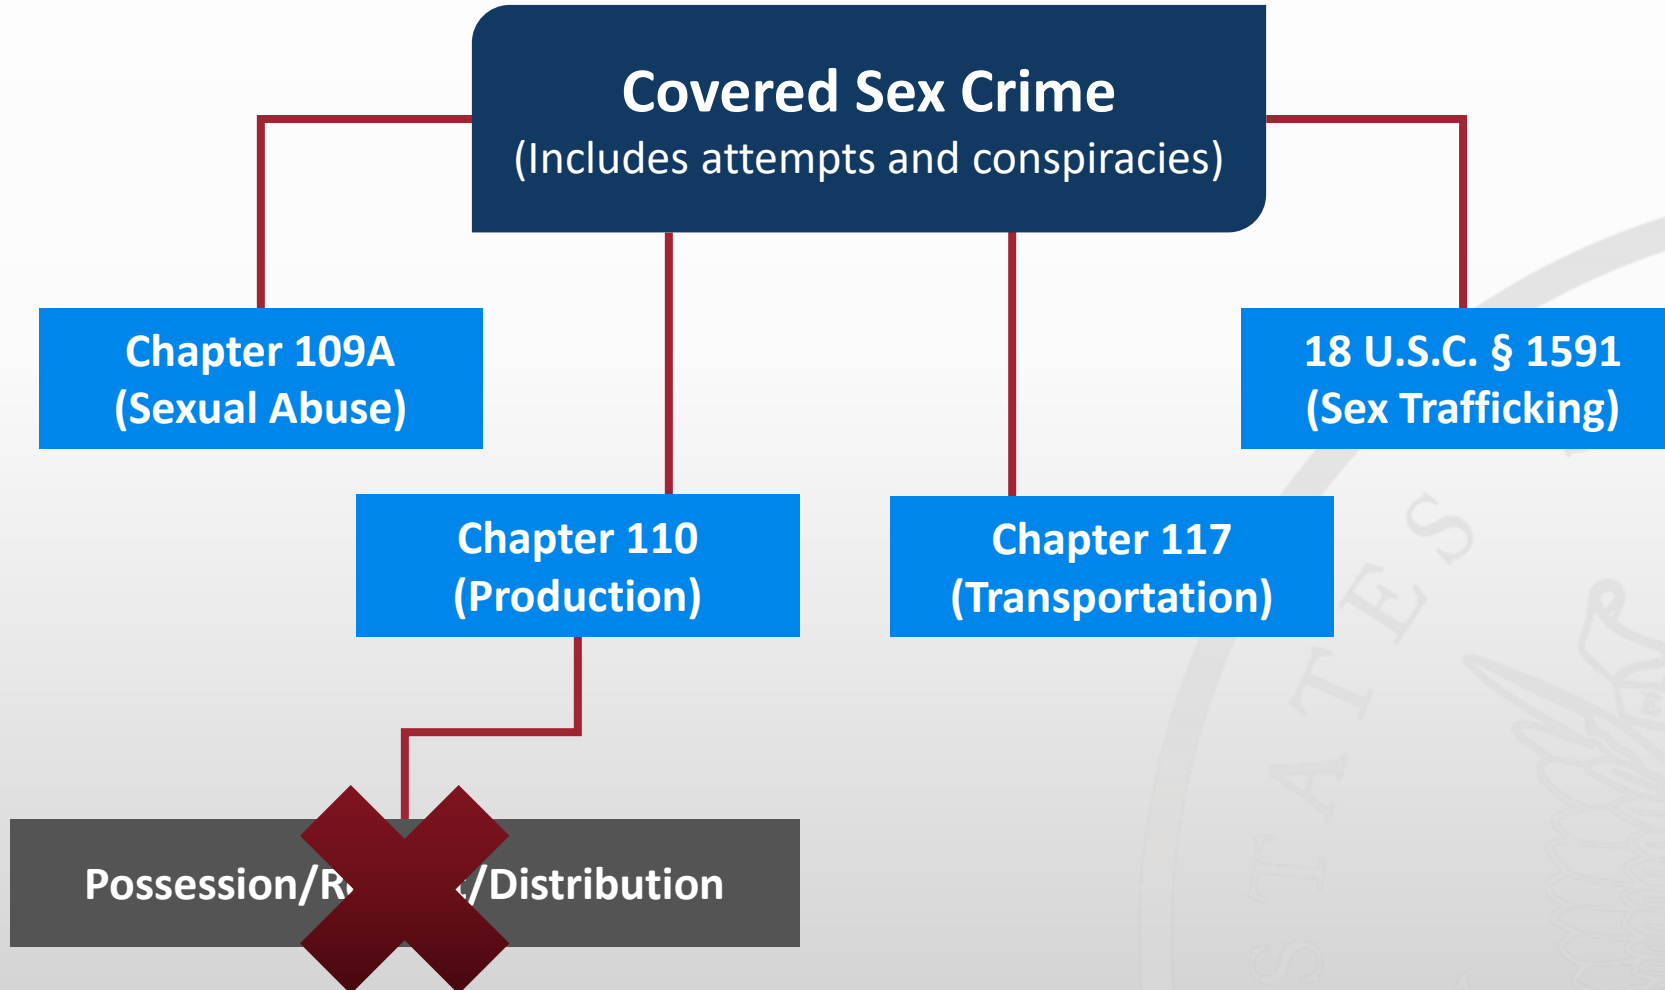 Covered Sex Crime
(Includes attempts and conspiracies)
Chapter 109A
(Sexual Abuse)
18 U.S.C. § 1591
(Sex Trafficking)
Chapter 110
(Production)
Chapter 117
(Transportation)
Possession/ /Distribution
STATES